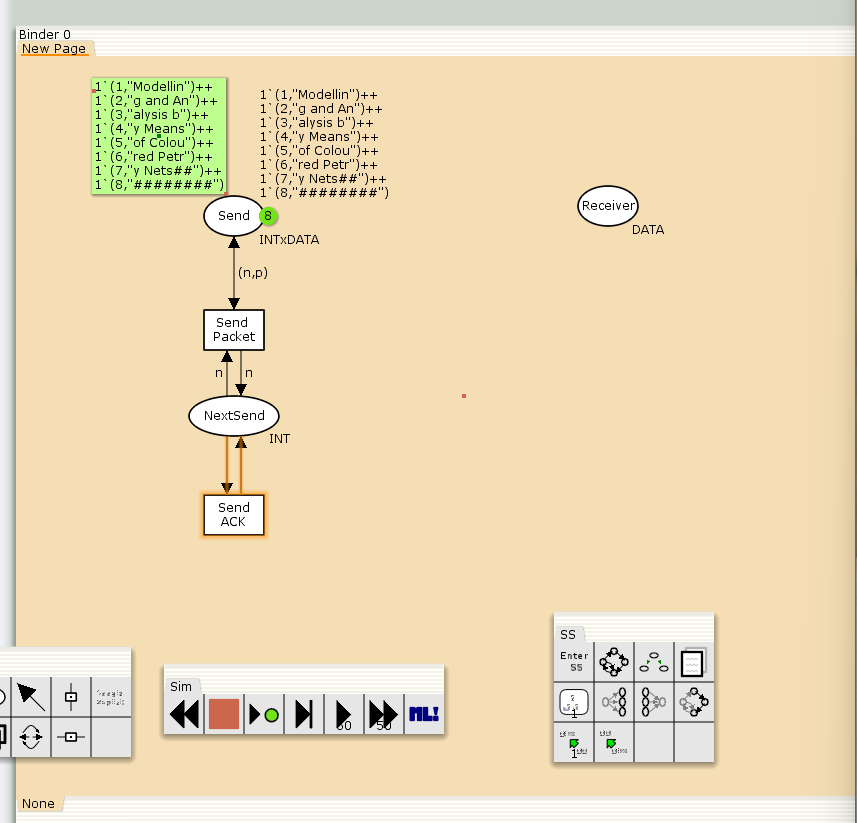 Binder 0
New Page
1`(1,"Modellin")++
1`(2,"g and An")++
1`(3,"alysis b")++
1`(4,"y Means")++
1`(5,"of Colou")++
1`(6,"red Petr")++
1`(7,"y Nets##")++
1`(8,"########")
1`(1,"Modellin")++
1`(2,"g and An")++
1`(3,"alysis b")++
1`(4,"y Means")++
1`(5,"of Colou")++
1`(6,"red Petr")++
1`(7,"y Nets##")++
1`(8,"########")
Send
8
INTxDATA
Receiver
DATA
(n,p)
Send
Packet
n
n
NextSend
INT
Send
ACK
SS
Enter
SS
1
1
Sim
50
ML!
None